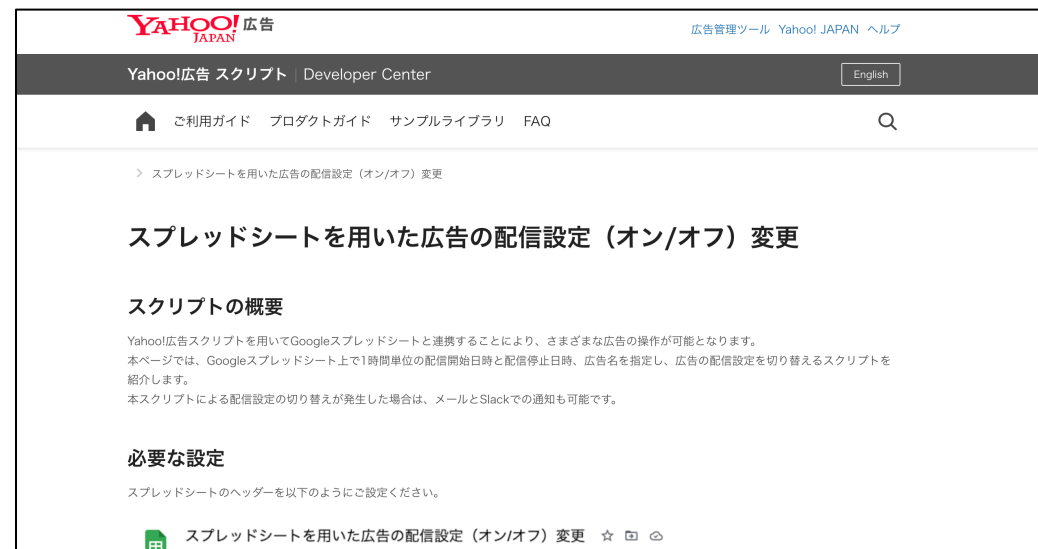 YAHOO! 広告
JAPAN
広告管理ツール Yahoo! JAPAN ヘルプ
Yahoo!広告 スクリプト | Developer Center
English
ご利用ガイド プロダクトガイド サンプルライブラリ FAQ
スプレッドシートを用いた広告の配信設定（オン/オフ）変更
スプレッドシートを用いた広告の配信設定（オン/オフ）変更
スクリプトの概要
Yahoo!広告スクリプトを用いてGoogleスプレッドシートと連携することにより、さまざまな広告の操作が可能となります。
本ページでは、Googleスプレッドシート上で1時間単位の配信開始日時と配信停止日時、広告名を指定し、広告の配信設定を切り替えるスクリプトを
紹介します。
本スクリプトによる配信設定の切り替えが発生した場合は、メールとSlackでの通知も可能です。
必要な設定
スプレッドシートのヘッダーを以下のようにご設定ください。
スプレッドシートを用いた広告の配信設定（オン/オフ）変更